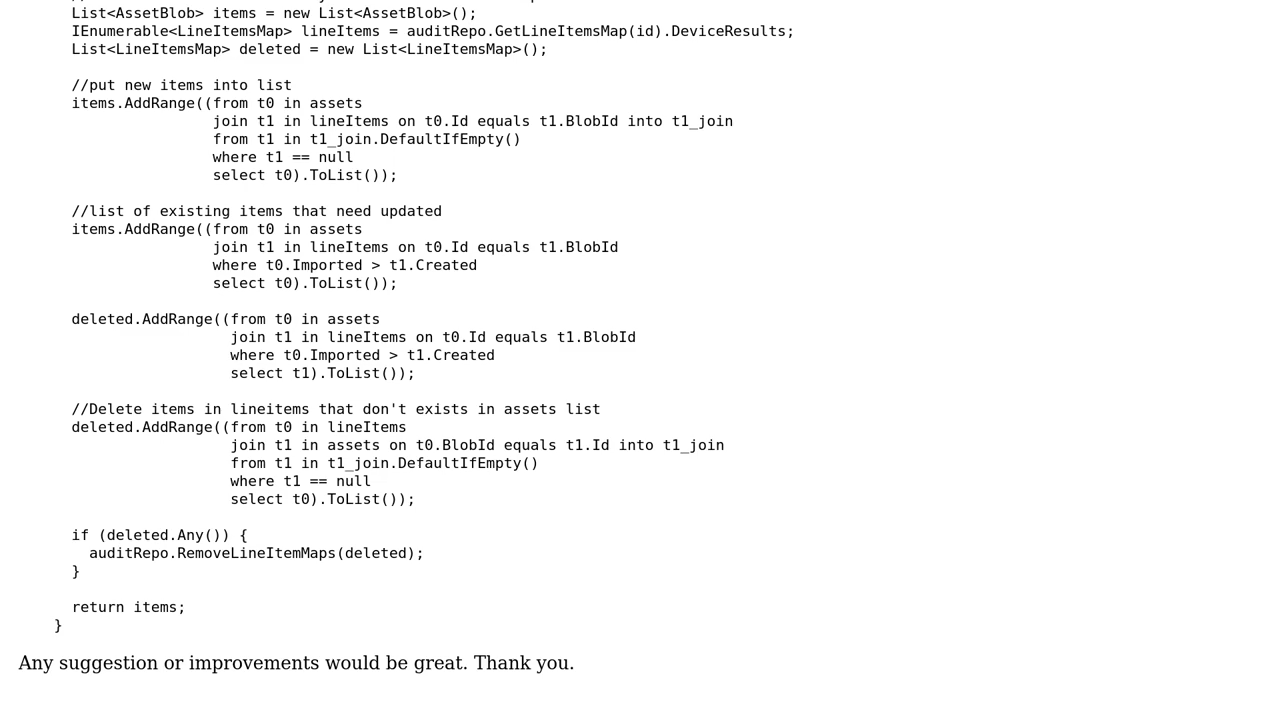 List<AssetBlob> items = new List<AssetBlob>();
IEnumerable<LineItemsMap> lineItems = auditRepo.GetLineItemsMap(id).DeviceResults;
List<LineItemsMap> deleted = new List<LineItemsMap>();
//put new items into list
items.AddRange((from t0 in assets
join t1 in lineItems on t0.Id equals t1.BlobId into t1_join
from t1 in t1_join.DefaultIfEmpty()
where t1 == null
select t0).ToList());
//list of existing items that need updated
items.AddRange((from t0 in assets
join t1 in lineItems on t0.Id equals t1.BlobId
where t0.Imported > t1.Created
select t0).ToList());
deleted.AddRange((from t0 in assets
join t1 in lineItems on t0.Id equals t1.BlobId
where t0.Imported > t1.Created
select t1).ToList());
//Delete items in lineitems that don't exists in assets list
deleted.AddRange((from t0 in lineItems
join t1 in assets on t0.BlobId equals t1.Id into t1_join
from t1 in t1_join.DefaultIfEmpty()
where t1 == null
select t0).ToList());
if (deleted.Any()) {
auditRepo.RemoveLineItemMaps(deleted);
}
return items;
}
Any suggestion or improvements would be great. Thank you.